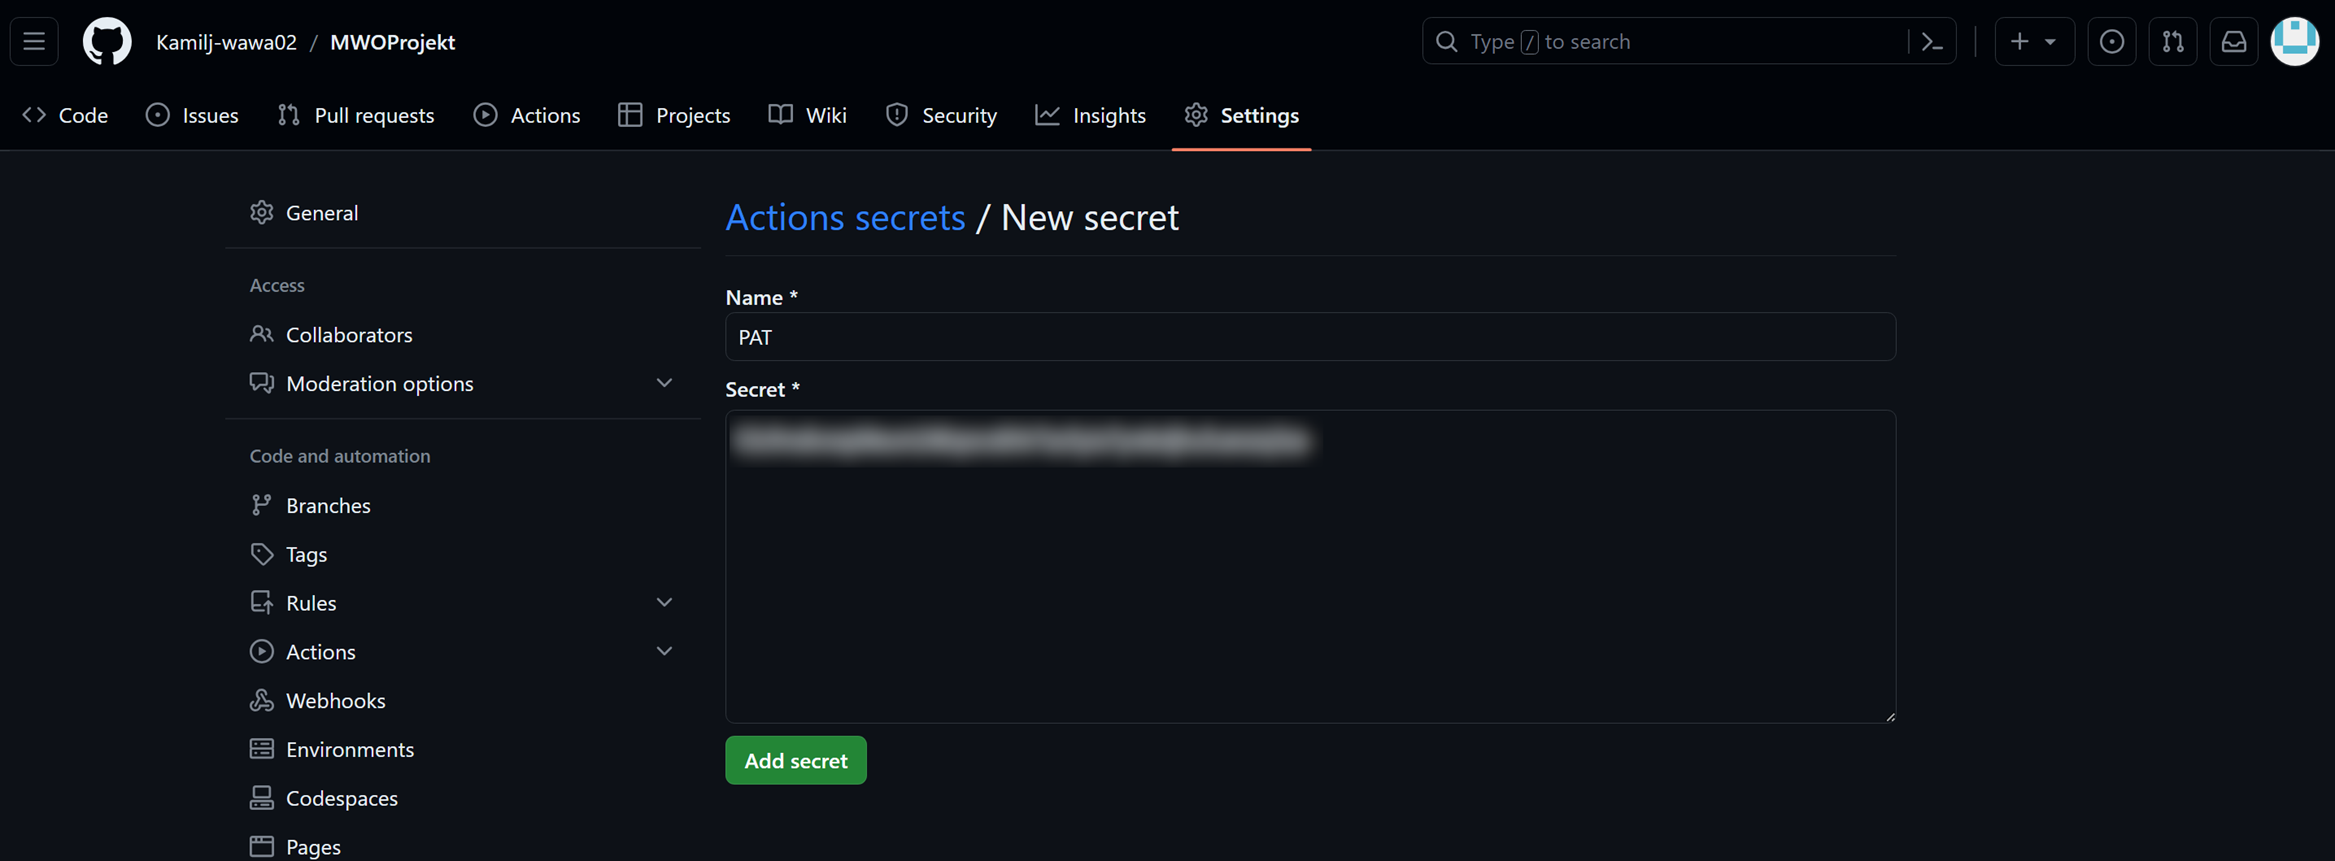 Kamilj-wawa02 / MWOProjekt
Type / to search
Code Issues Pull requests Actions Projects Wiki Security Insights Settings
General
Access
Collaborators
Moderation options
Code and automation
Branches
Tags
Rules
Actions
Webhooks
Environments
Codespaces
Pages
Actions secrets / New secret
Name *
PAT
Secret *
Add secret